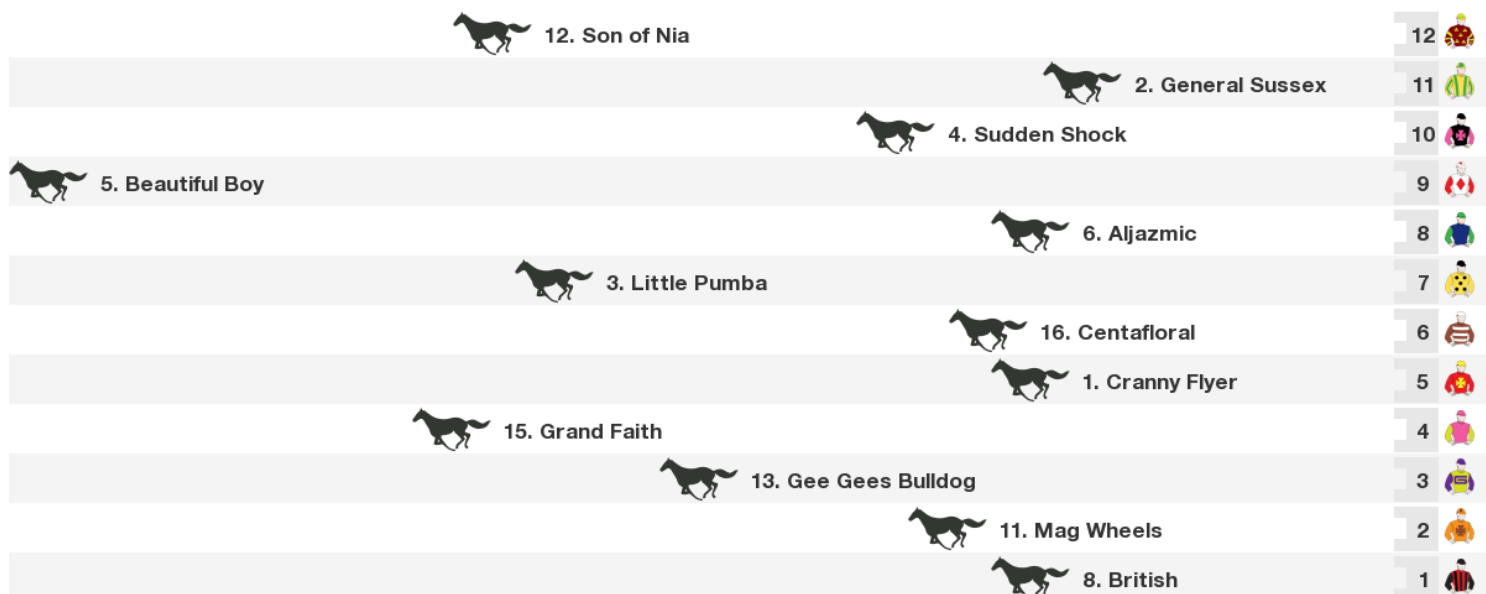 12. Son of Nia 12
2. General Sussex 11
4. Sudden Shock 10
5. Beautiful Boy 9
6. Aljazmic 8
3. Little Pumba 7
16. Centafloral 6
1. Cranny Flyer 5
15. Grand Faith 4
13. Gee Gees Bulldog 3
11. Mag Wheels 2
8. British 1